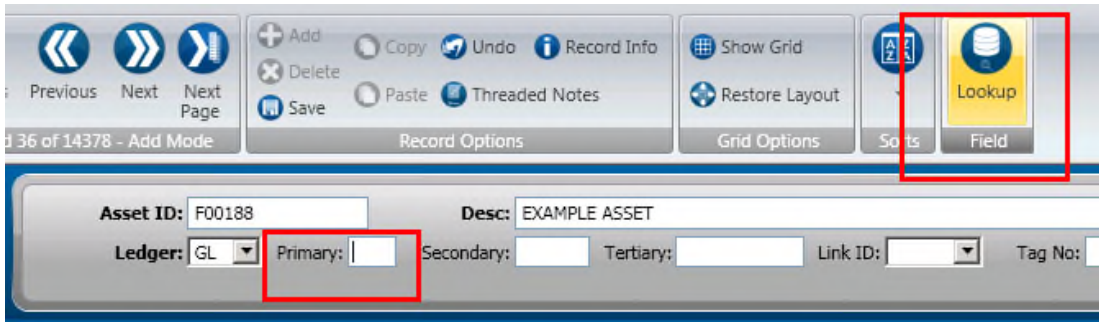 Previous
Next
Next Page
Add
Delete
Save
Copy
Paste
Undo
Threaded Notes
Record Info
Show Grid
Restore Layout
Lookup
36 of 14378 - Add Mode
Record Options
Grid Options
Sorts
Field
Asset ID: F00188 Desc: EXAMPLE ASSET
Ledger: GL Primary: Secondary: Tertiary: Link ID: Tag No: